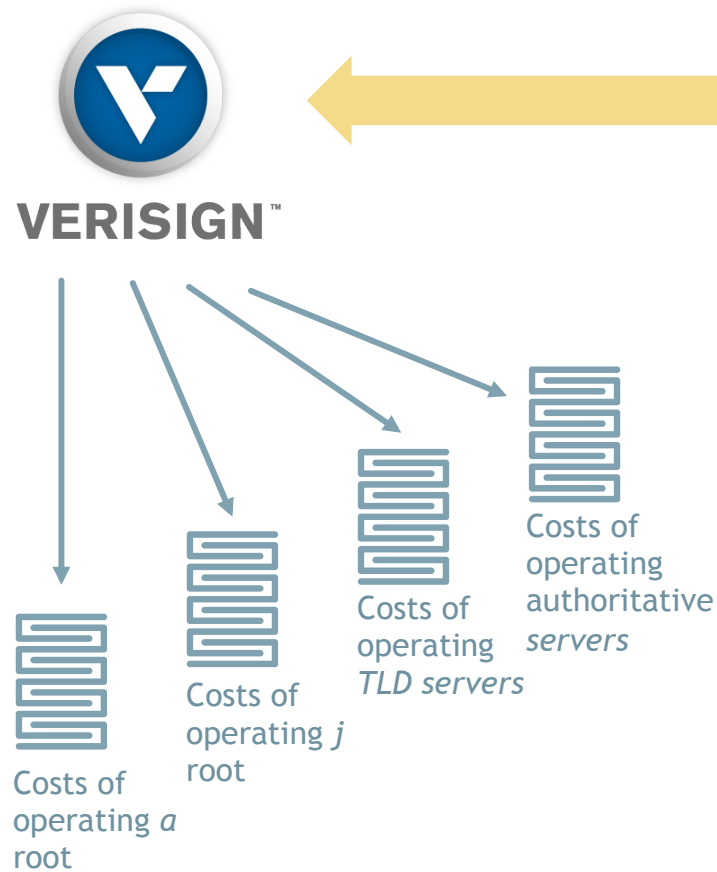 VERISIGN™
Costs of
operating a
root
Costs of
operating j
root
Costs of
operating
TLD servers
Costs of
operating
authoritative
servers